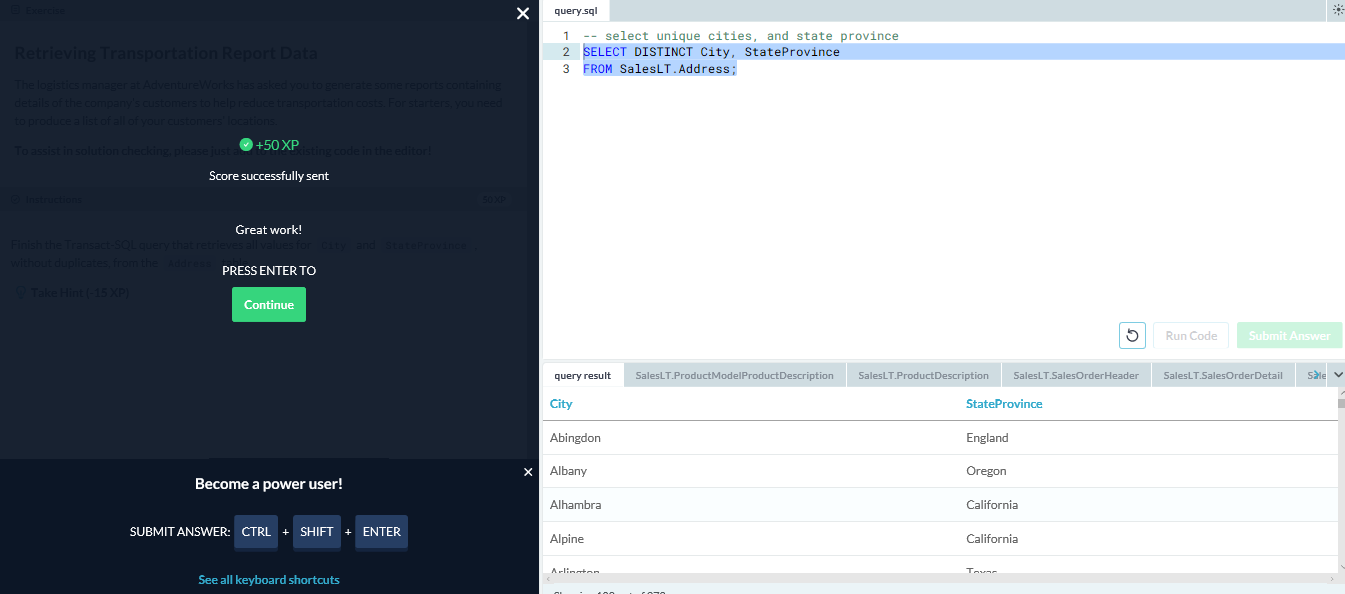 Exercise
Retrieving Transportation Report Data
The logistics manager at AdventureWorks has asked you to generate some reports containing
details of the company's customers to help reduce transportation costs. For starters, you need
to produce a list of all of your customers' locations.
+50 XP
To assist in solution checking, please just
existing code in the editor!
Score successfully sent
Instructions
50 XP
Great work!
Finish the Transact-SQL query that retrieves all values for City and StateProvince,
without duplicates, from the Address
PRESS ENTER TO
Take Hint (-15 XP)
Continue
Become a power user!
SUBMIT ANSWER: CTRL + SHIFT + ENTER
See all keyboard shortcuts
query.sql
1 -- select unique cities, and state province
2 SELECT DISTINCT City, StateProvince
3 FROM SalesLT.Address;
Run Code Submit Answer
query result SalesLT.ProductModelProductDescription SalesLT.ProductDescription SalesLT.SalesOrderHeader SalesLT.SalesOrderDetail
City StateProvince
Abingdon England
Albany Oregon
Alhambra California
Alpine California
Arlington Texas